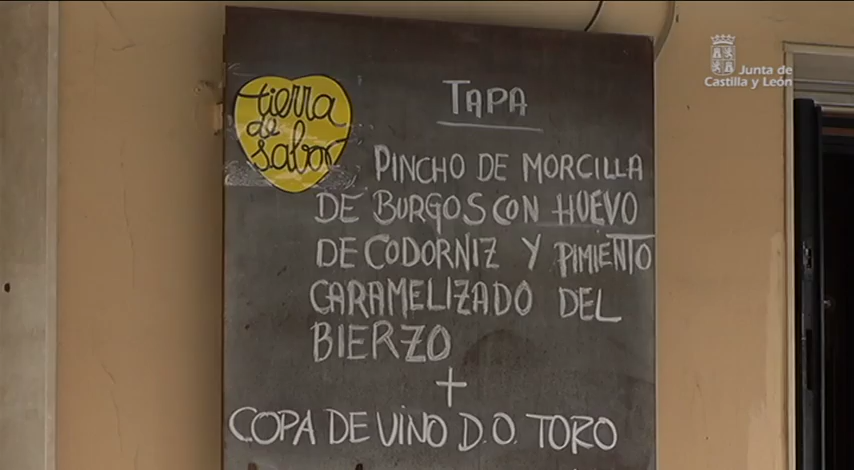 Junta de
Castilla y León
tierra
de
sabor
TAPA
PINCHO DE MORCILLA
DE BURGOS CON HUEVO
DE CODORNIZ Y PIMIENTO
CARAMELIZADO DEL
BIERZO
+
COPA DE VINO D.O. TORO